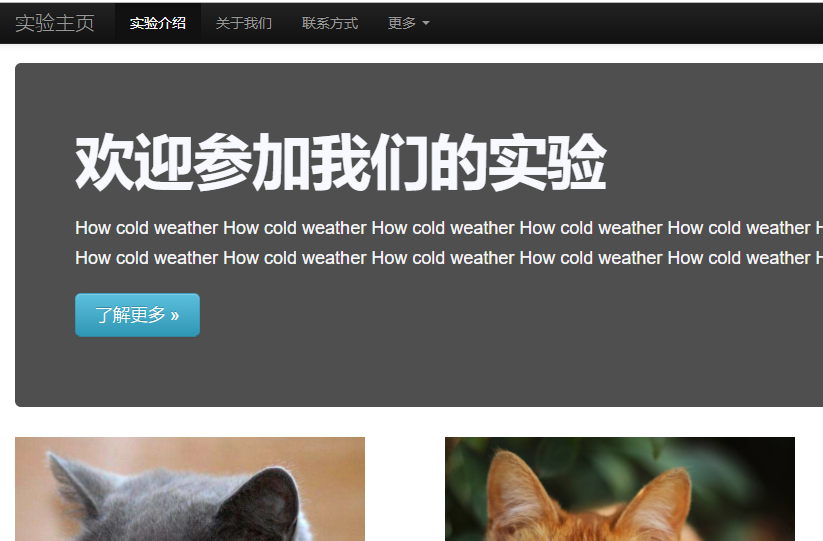 实验主页 实验介绍 关于我们 联系方式 更多
欢迎参加我们的实验
How cold weather How cold weather How cold weather How cold weather How cold weather
How cold weather How cold weather How cold weather How cold weather How cold weather
了解更多 »